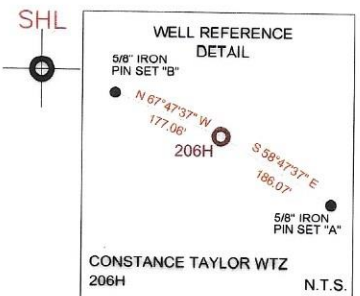 SHL
WELL REFERENCE
DETAIL
5/8" IRON
PIN SET "B"
N 67°47'37" W
177.06'
206H
S 58°47'37" E
186.07'
5/8" IRON
PIN SET "A"
CONSTANCE TAYLOR WTZ
206H
N.T.S.